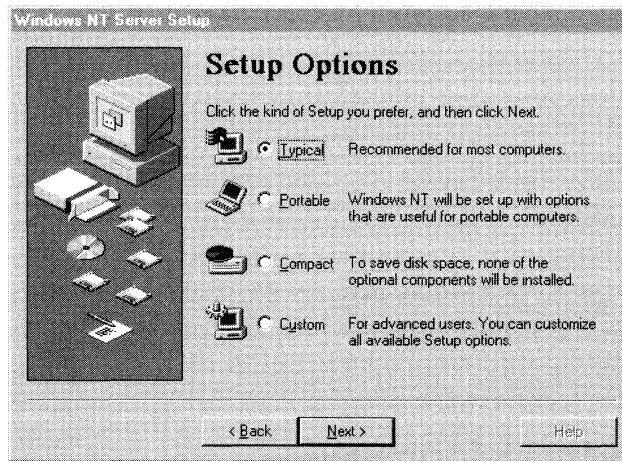 Windows NT Server Setup
Setup Options
Click the kind of Setup you prefer, and then click Next.
Typical Recommended for most computers.
Portable Windows NT will be set up with options
that are useful for portable computers.
Compact To save disk space, none of the
optional components will be installed.
Custom For advanced users. You can customize
all available Setup options.
< Back Next > Help